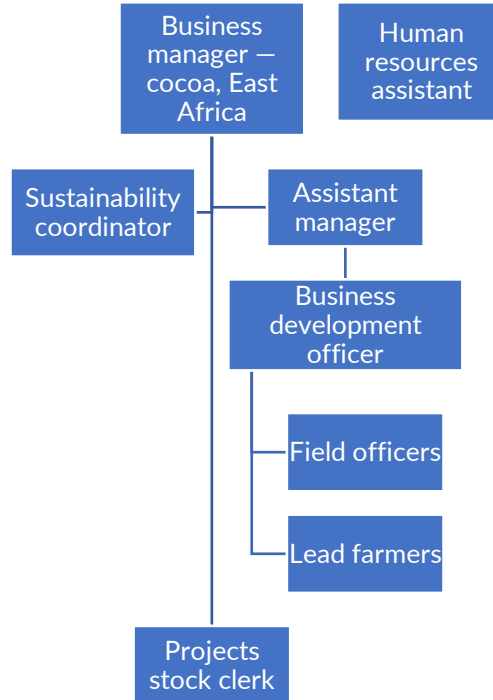 Business
manager —
cocoa, East
Africa
Human
resources
assistant
Sustainability
coordinator
Assistant
manager
Business
development
officer
Field officers
Lead farmers
Projects
stock clerk